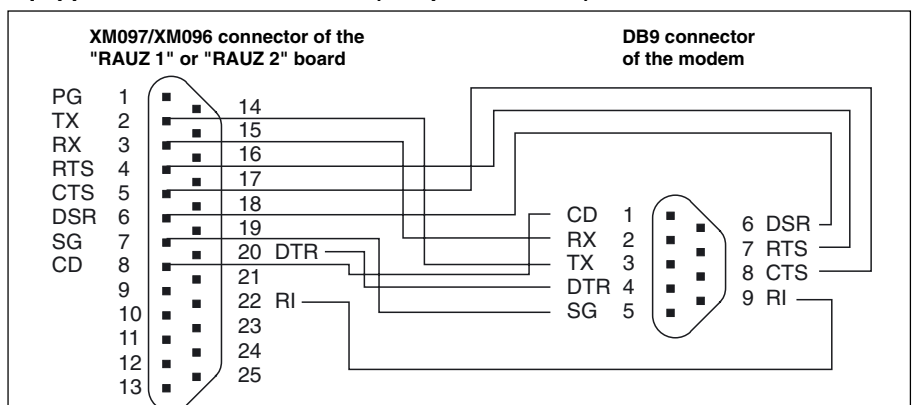 XM097/XM096 connector of the
"RAUZ 1" or "RAUZ 2" board
DB9 connector
of the modem
PG 1
TX 2
RX 3
RTS 4
CTS 5
DSR 6
SG 7
CD 8
9
10
11
12
13
14
15
16
17
18
19
20 DTR
21
22 RI
23
24
25
CD 1
RX 2
TX 3
DTR 4
SG 5
6 DSR
7 RTS
8 CTS
9 RI